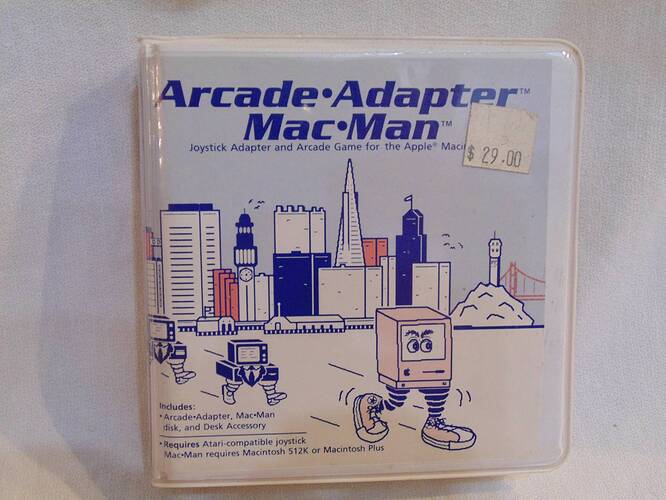 Arcade•Adapter™
Mac•Man™
Joystick Adapter and Arcade Game for the Apple® Maci
$ 29.00
Includes:
•Arcade•Adapter, Mac•Man
disk, and Desk Accessory
•Requires Atari-compatible joystick
Mac•Man requires Macintosh 512K or Macintosh Plus